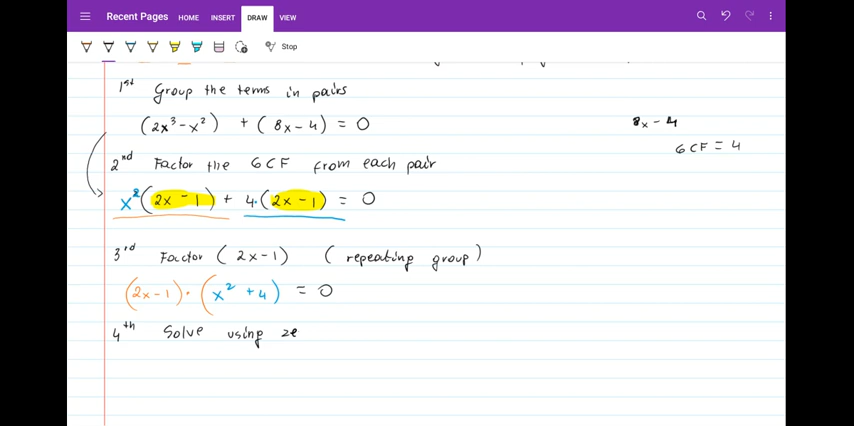 Recent Pages HOME INSERT DRAW VIEW
Stop
1st Group the terms in pairs
(2x³ - x²) + (8x - 4) = 0
8x - 4
GCF = 4
2nd Factor the GCF from each pair
x²(2x - 1) + 4·(2x - 1) = 0
3rd Factor (2x - 1) (repeating group)
(2x - 1)·(x² + 4) = 0
4th Solve using ze